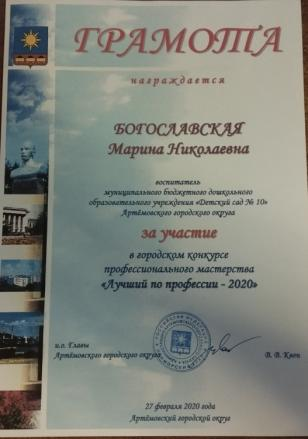 ГРАМОТА
награждается
БОГОСЛАВСКАЯ
Марина Николаевна
воспитатель
муниципального бюджетного дошкольного
образовательного учреждения «Детский сад № 10»
Артёмовского городского округа
за участие
в городском конкурсе
профессионального мастерства
«Лучший по профессии - 2020»
и.о. Главы
Артёмовского городского округа
В. В. Квон
27 февраля 2020 года
Артёмовский городской округ